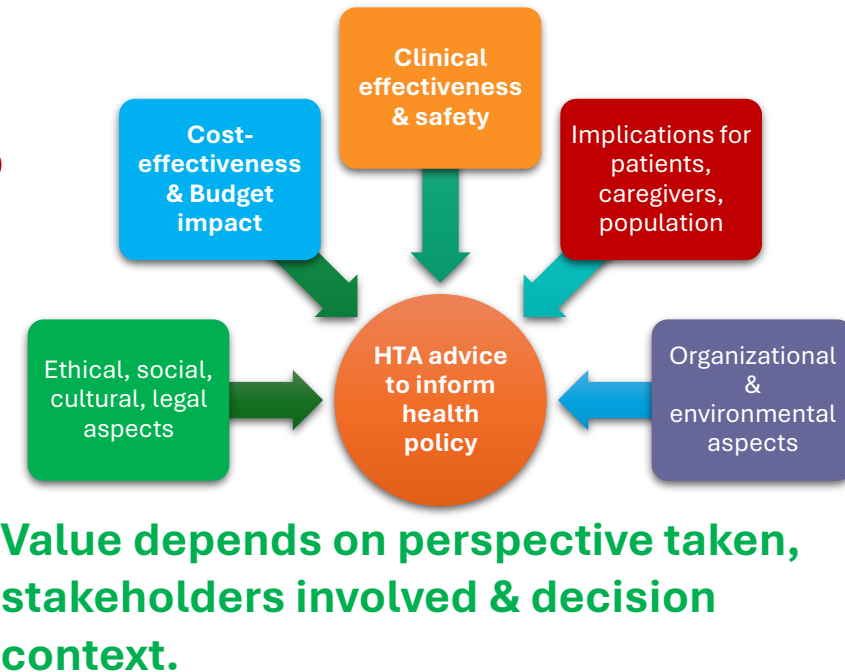 Clinical
effectiveness
& safety
Cost-
effectiveness
& Budget
impact
Implications for
patients,
caregivers,
population
Ethical, social,
cultural, legal
aspects
HTA advice
to inform
health
policy
Organizational
&
environmental
aspects
Value depends on perspective taken,
stakeholders involved & decision
context.